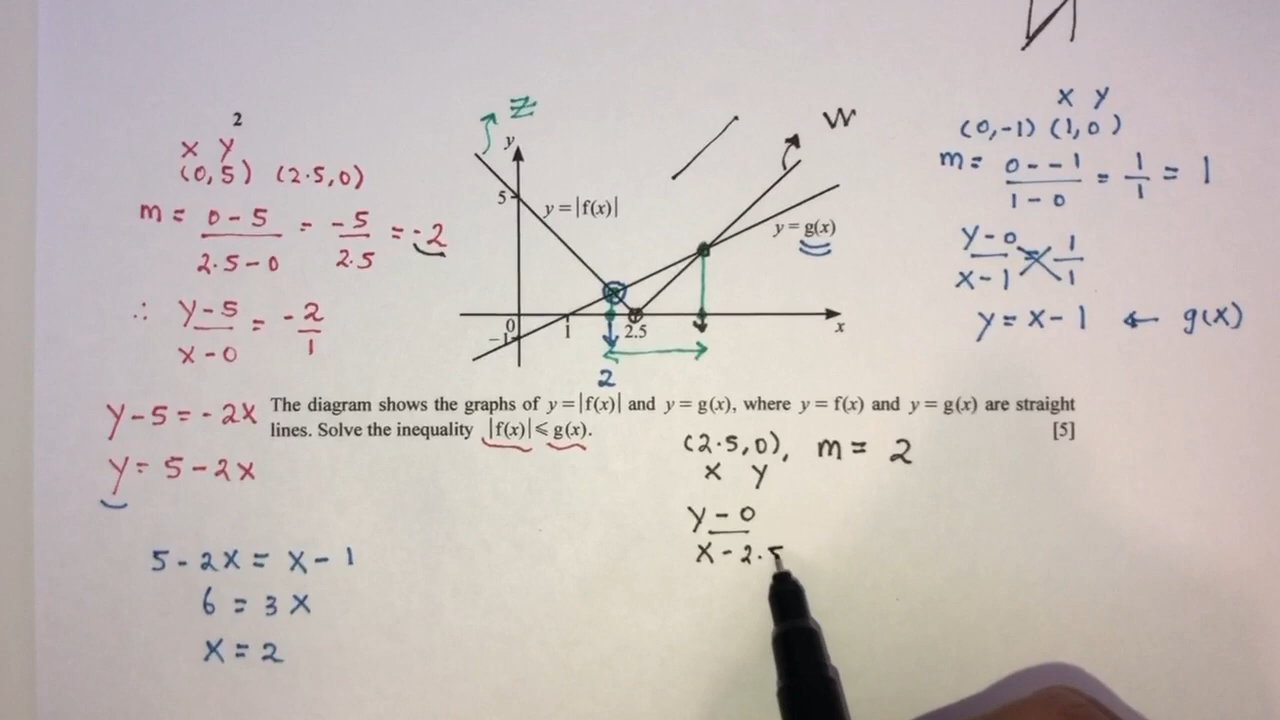 2
X Y
(0,5) (2.5,0)
m = 0-5 / 2.5-0 = -5 / 2.5 = -2
∴ y-5 / x-0 = -2 / 1
y-5 = -2x
y = 5-2x
5-2x = x-1
6 = 3x
x = 2
Z
W
y
5
y=|f(x)|
y=g(x)
0
-1
1
2.5
x
2
X Y
(0,-1) (1,0)
m = 0--1 / 1-0 = 1 / 1 = 1
y-0 / x-1 = 1 / 1
y = x-1 ← g(x)
The diagram shows the graphs of y=|f(x)| and y=g(x), where y=f(x) and y=g(x) are straight
lines. Solve the inequality |f(x)|⩽g(x). [5]
(2.5,0), m = 2
X Y
y-0
x-2.5